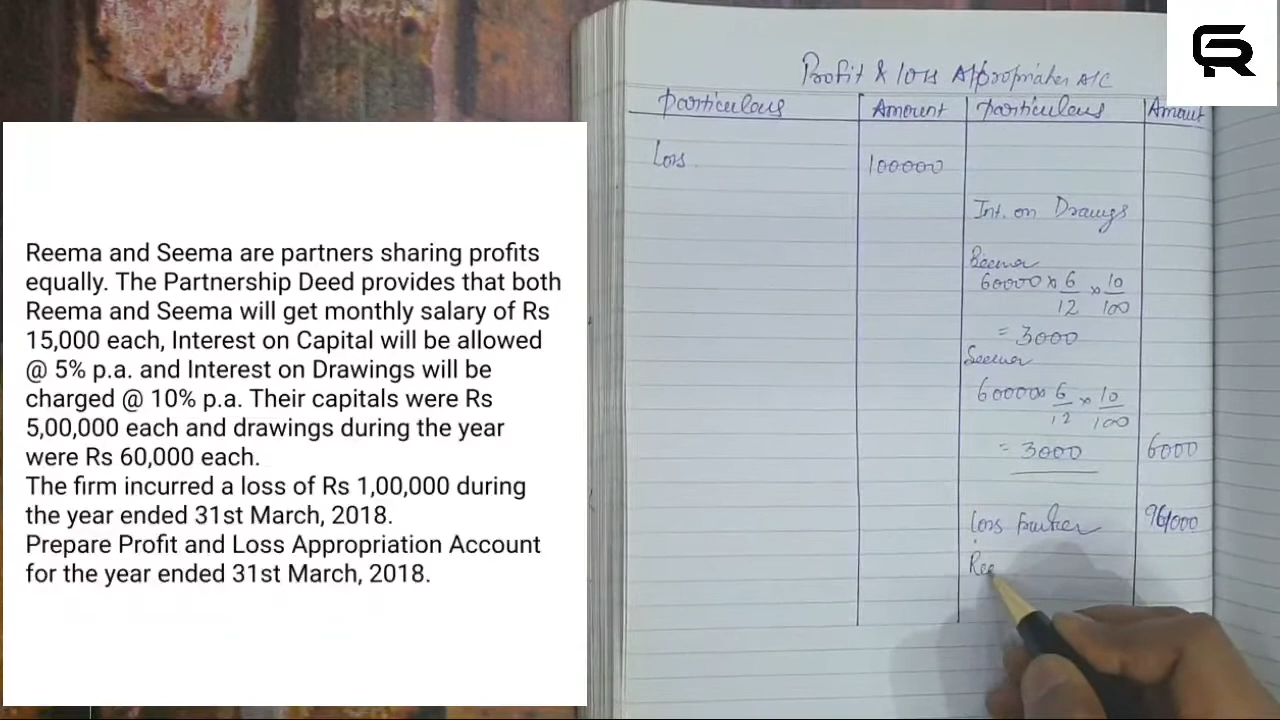 Reema and Seema are partners sharing profits
equally. The Partnership Deed provides that both
Reema and Seema will get monthly salary of Rs
15,000 each, Interest on Capital will be allowed
@ 5% p.a. and Interest on Drawings will be
charged @ 10% p.a. Their capitals were Rs
5,00,000 each and drawings during the year
were Rs 60,000 each.
The firm incurred a loss of Rs 1,00,000 during
the year ended 31st March, 2018.
Prepare Profit and Loss Appropriation Account
for the year ended 31st March, 2018.
Profit & loss Appropriation A/C
particulars Amount particulars Amount
Loss. 100000
Int. on Drawings
Reema
60000 × 6/12 × 10/100
= 3000
Seema
60000 × 6/12 × 10/100
= 3000 6000
Loss 
Ree